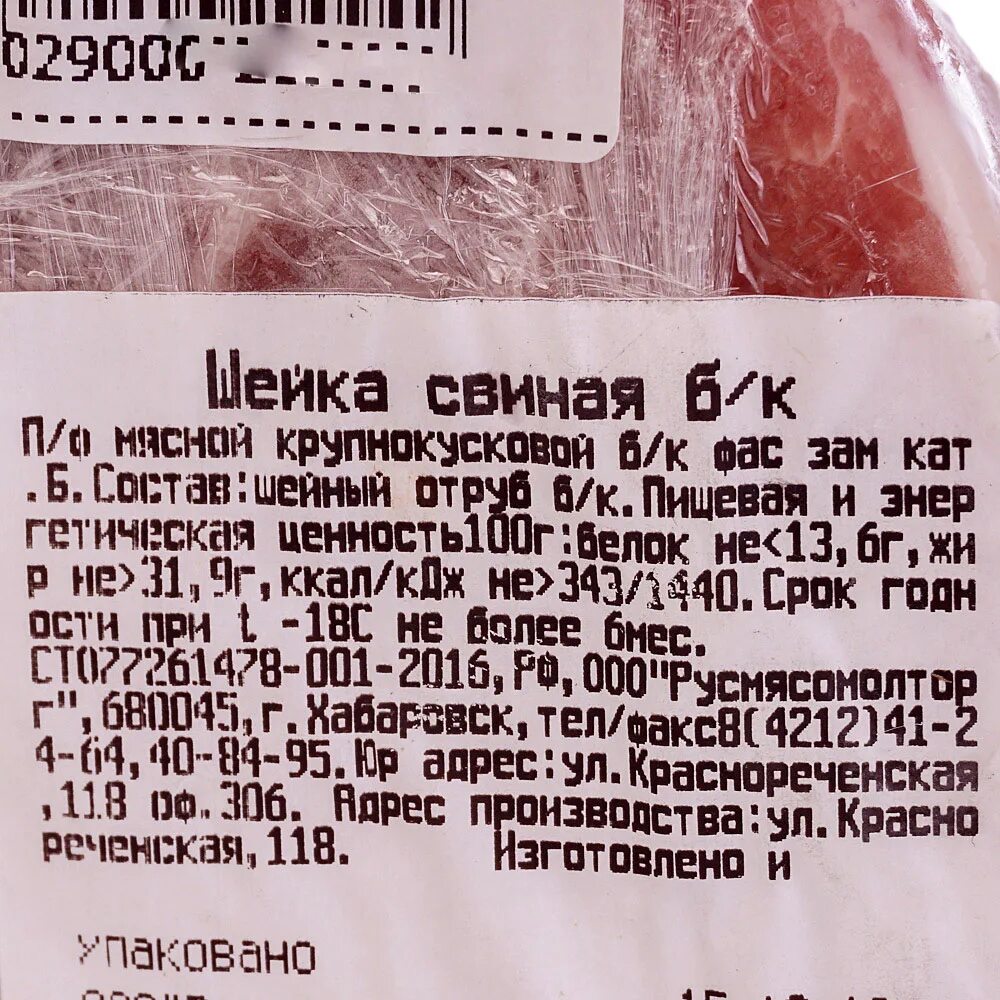 029000
Шейка свиная б/к
П/ф мясной крупнокусковой б/к фас зам кат
.Б.Состав:шейный отруб б/к.Пищевая и энер
гетическая ценность100г:белок не<13,6г,жи
р не>31,9г,ккал/кДж не>343/1440.Срок годн
ости при t -18С не более 6мес.
СТО77261478-001-2016,РФ,ООО"Русмясомолтор
г",680045,г.Хабаровск,тел/факс8(4212)41-2
4-64,40-84-95.Юр адрес:ул.Краснореченская
,118 оф.306. Адрес производства:ул.Красно
реченская,118. Изготовлено и
Упаковано